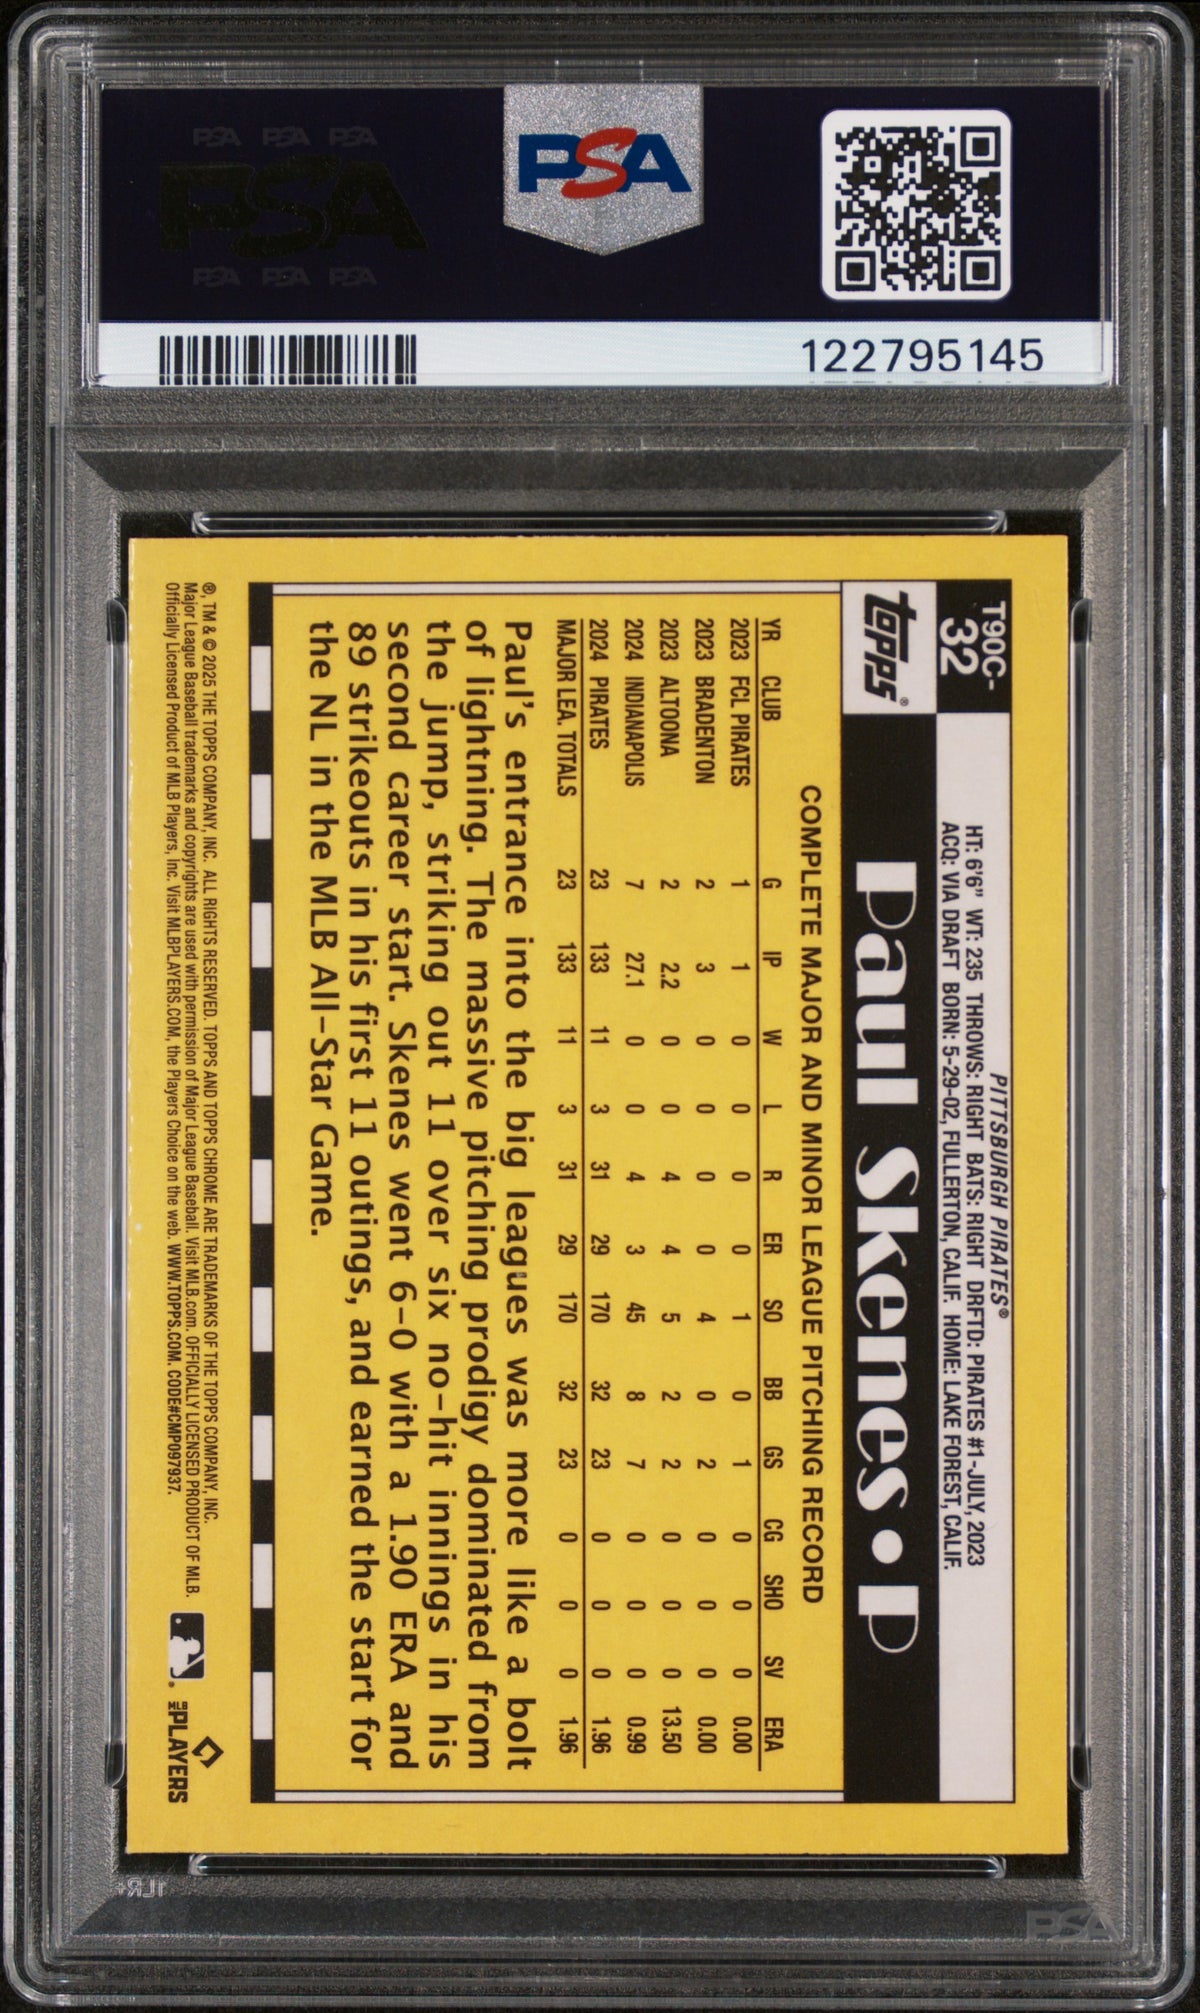 PSA PSA PSA
PSA
PSA PSA PSA
PSA
122795145
T90C-
32
topps®
PITTSBURGH PIRATES®
HT: 6'6" WT: 235 THROWS: RIGHT BATS: RIGHT DRFTD: PIRATES #1-JULY, 2023
ACQ: VIA DRAFT BORN: 5-29-02, FULLERTON, CALIF. HOME: LAKE FOREST, CALIF.
Paul Skenes • P
COMPLETE MAJOR AND MINOR LEAGUE PITCHING RECORD
YR CLUB G IP W L R ER SO BB GS CG SHO SV ERA
2023 FCL PIRATES 1 1 0 0 0 0 1 0 1 0 0 0 0.00
2023 BRADENTON 2 3 0 0 0 0 4 0 2 0 0 0 0.00
2023 ALTOONA 2 2.2 0 0 4 4 5 2 2 0 0 0 13.50
2024 INDIANAPOLIS 7 27.1 0 0 4 3 45 8 7 0 0 0 0.99
2024 PIRATES 23 133 11 3 31 29 170 32 23 0 0 0 1.96
MAJOR LEA. TOTALS 23 133 11 3 31 29 170 32 23 0 0 0 1.96
Paul's entrance into the big leagues was more like a bolt
of lightning. The massive pitching prodigy dominated from
the jump, striking out 11 over six no-hit innings in his
second career start. Skenes went 6-0 with a 1.90 ERA and
89 strikeouts in his first 11 outings, and earned the start for
the NL in the MLB All-Star Game.
®, TM & © 2025 THE TOPPS COMPANY, INC. ALL RIGHTS RESERVED. TOPPS AND TOPPS CHROME ARE TRADEMARKS OF THE TOPPS COMPANY, INC.
Major League Baseball trademarks and copyrights are used with permission of Major League Baseball. Visit MLB.com. OFFICIALLY LICENSED PRODUCT OF MLB.
Officially Licensed Product of MLB Players, Inc. Visit MLBPLAYERS.COM, the Players Choice on the web. WWW.TOPPS.COM. CODE#CMP097937.
MLB PLAYERS
1LR+
PSA